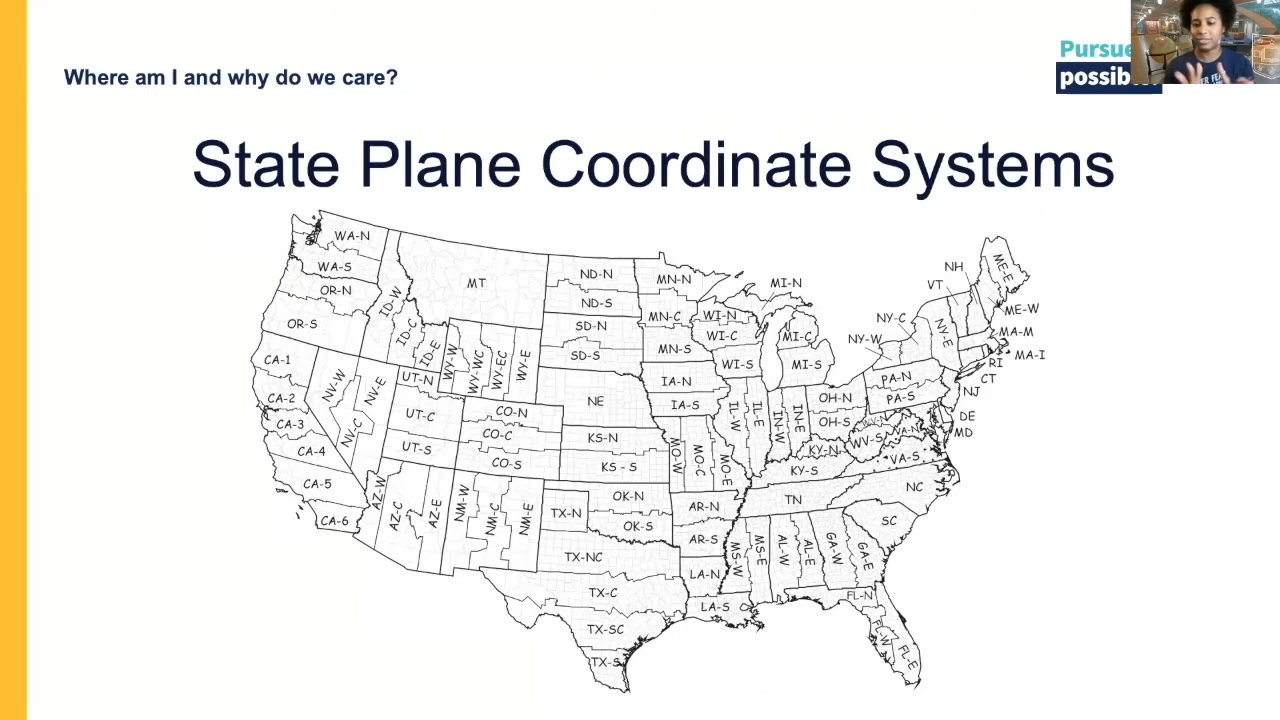 Where am I and why do we care?
Pursue
possib
State Plane Coordinate Systems
WA-N
WA-S
OR-N
OR-S
ID-W
ID-C
ID-E
MT
ND-N
ND-S
SD-N
SD-S
MN-N
MN-C
MN-S
WI-N
WI-C
WI-S
MI-N
MI-C
MI-S
NH
VT
ME-E
ME-W
NY-C
NY-W
NY-E
MA-M
MA-I
RI
CT
NJ
DE
MD
PA-N
PA-S
CA-1
CA-2
CA-3
CA-4
CA-5
CA-6
NV-W
NV-C
NV-E
UT-N
UT-C
UT-S
WY-W
WY-WC
WY-EC
WY-E
CO-N
CO-C
CO-S
NE
KS-N
KS - S
IA-N
IA-S
MO-W
MO-C
MO-E
IL-W
IL-E
IN-W
IN-E
OH-N
OH-S
WV-N
WV-S
VA-N
VA-S
KY-N
KY-S
TN
NC
SC
AZ-W
AZ-C
AZ-E
NM-W
NM-C
NM-E
OK-N
OK-S
TX-N
TX-NC
TX-C
TX-SC
TX-S
AR-N
AR-S
LA-N
LA-S
MS-W
MS-E
AL-W
AL-E
GA-W
GA-E
FL-N
FL-W
FL-E